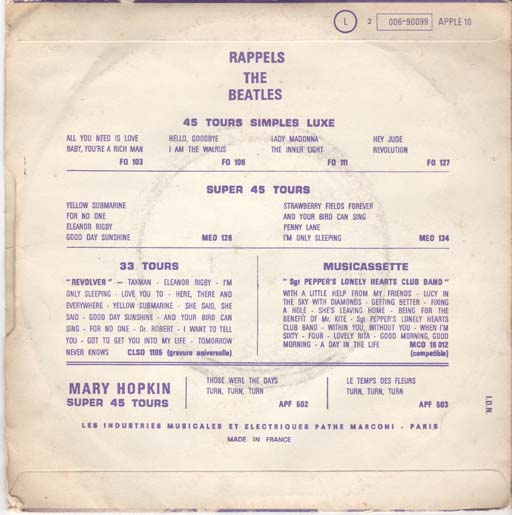 L 2 006-90099 APPLE 10
RAPPELS
THE
BEATLES
45 TOURS SIMPLES LUXE
ALL YOU NEED IS LOVE
BABY, YOU'RE A RICH MAN
FO 103
HELLO, GOODBYE
I AM THE WALRUS
FO 106
LADY MADONNA
THE INNER LIGHT
FO 111
HEY JUDE
REVOLUTION
FO 127
SUPER 45 TOURS
YELLOW SUBMARINE
FOR NO ONE
ELEANOR RIGBY
GOOD DAY SUNSHINE MEO 126
STRAWBERRY FIELDS FOREVER
AND YOUR BIRD CAN SING
PENNY LANE
I'M ONLY SLEEPING MEO 134
33 TOURS
"REVOLVER" - TAXMAN - ELEANOR RIGBY - I'M
ONLY SLEEPING - LOVE YOU TO - HERE, THERE AND
EVERYWHERE - YELLOW SUBMARINE - SHE SAID, SHE
SAID - GOOD DAY SUNSHINE - AND YOUR BIRD CAN
SING - FOR NO ONE - Dr. ROBERT - I WANT TO TELL
YOU - GOT TO GET YOU INTO MY LIFE - TOMORROW
NEVER KNOWS CLSO 1105 (gravure universelle)
MUSICASSETTE
"Sgt PEPPER'S LONELY HEARTS CLUB BAND"
WITH A LITTLE HELP FROM MY FRIENDS - LUCY IN
THE SKY WITH DIAMONDS - GETTING BETTER - FIXING
A HOLE - SHE'S LEAVING HOME - BEING FOR THE
BENEFIT OF Mr. KITE - Sgt PEPPER'S LONELY HEARTS
CLUB BAND - WITHIN YOU, WITHOUT YOU - WHEN I'M
SIXTY - FOUR - LOVELY RITA - GOOD MORNING, GOOD
MORNING - A DAY IN THE LIFE MCO 18 012
(compatible)
MARY HOPKIN
SUPER 45 TOURS
THOSE WERE THE DAYS
TURN, TURN, TURN
APF 502
LE TEMPS DES FLEURS
TURN, TURN, TURN
APF 503
LES INDUSTRIES MUSICALES ET ELECTRIQUES PATHE MARCONI - PARIS
MADE IN FRANCE
I.D.N.